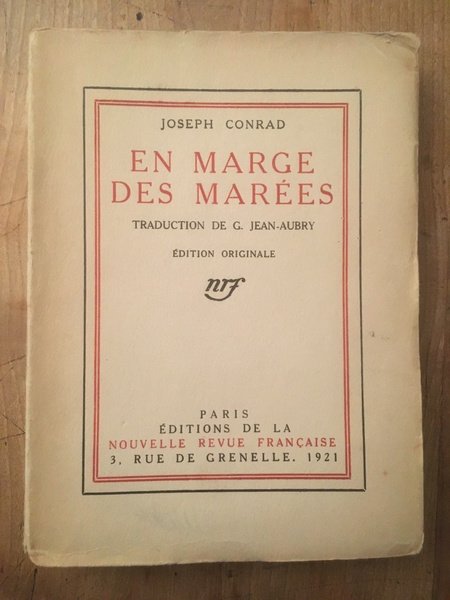 JOSEPH CONRAD
EN MARGE
DES MARÉES
TRADUCTION DE G. JEAN-AUBRY
ÉDITION ORIGINALE
nrf
PARIS
ÉDITIONS DE LA
NOUVELLE REVUE FRANÇAISE
3, RUE DE GRENELLE. 1921